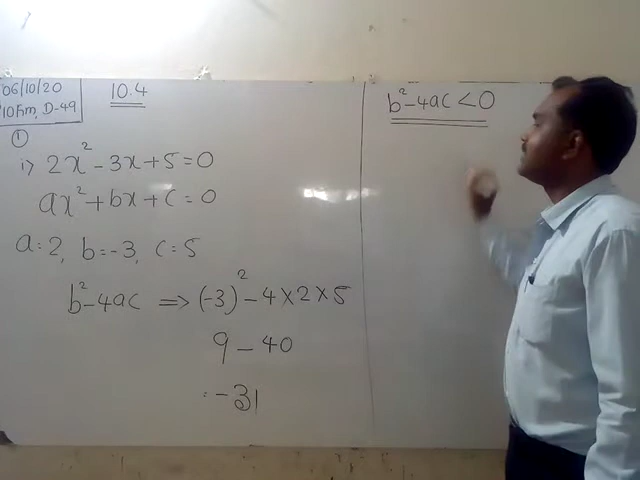 06/10/20
10Fm, D-49
10.4
①
i) 2x² - 3x + 5 = 0
ax² + bx + c = 0
a = 2, b = -3, c = 5
b² - 4ac ⇒ (-3)² - 4 × 2 × 5
9 - 40
: -31
b² - 4ac < 0